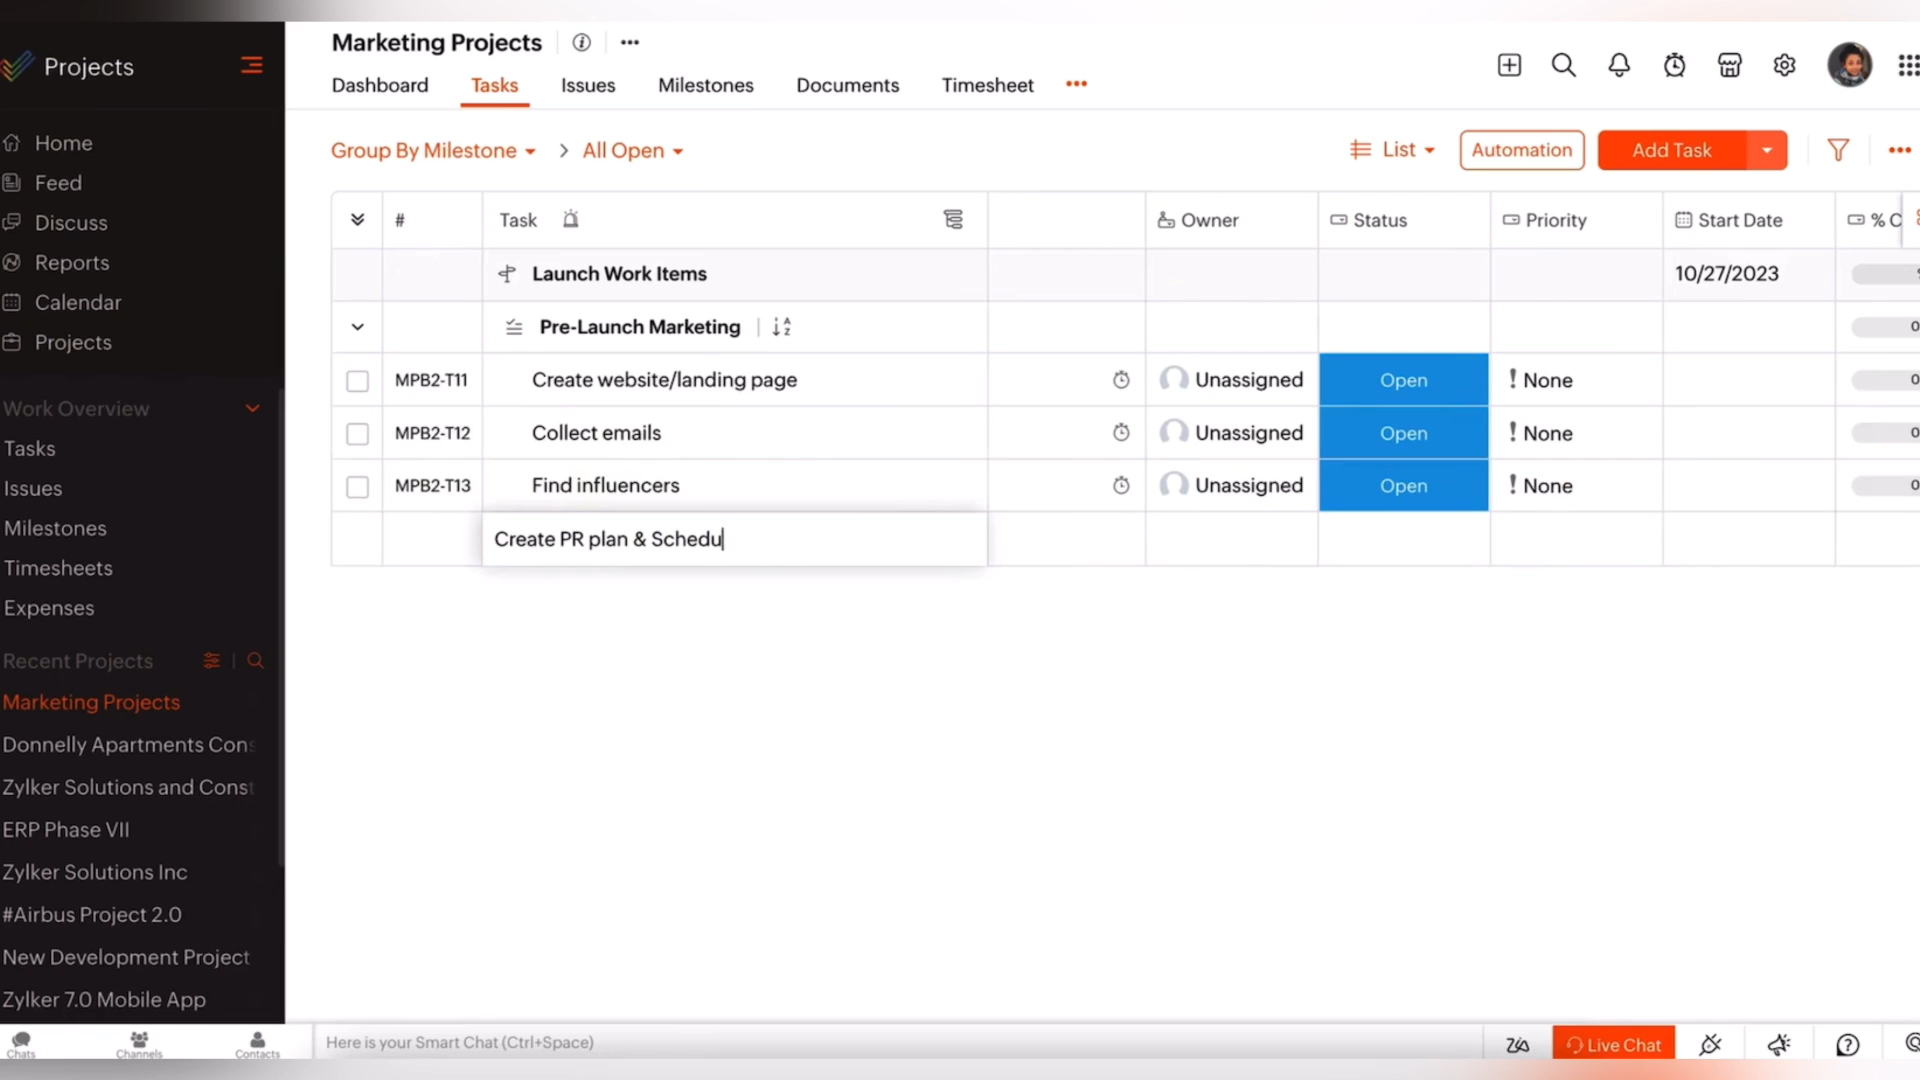 Projects
Home
Feed
Discuss
Reports
Calendar
Projects
Work Overview
Tasks
Issues
Milestones
Timesheets
Expenses
Recent Projects
Marketing Projects
Donnelly Apartments Cons
Zylker Solutions and Const
ERP Phase VII
Zylker Solutions Inc
#Airbus Project 2.0
New Development Project
Zylker 7.0 Mobile App
Chats Channels Contacts
Marketing Projects
Dashboard Tasks Issues Milestones Documents Timesheet
Group By Milestone All Open List Automation Add Task
# Task Owner Status Priority Start Date % C
Launch Work Items 10/27/2023
Pre-Launch Marketing 0
MPB2-T11 Create website/landing page Unassigned Open None 0
MPB2-T12 Collect emails Unassigned Open None 0
MPB2-T13 Find influencers Unassigned Open None 0
Create PR plan & Schedu
Here is your Smart Chat (Ctrl+Space) Live Chat